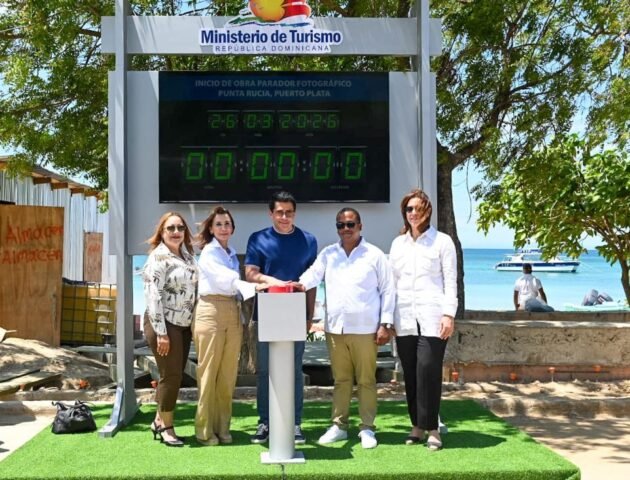 Ministerio de Turismo
REPÚBLICA DOMINICANA
INICIO DE OBRA PARADOR FOTOGRÁFICO
PUNTA RUCIA, PUERTO PLATA
26 03 2026
00:00:00
Almacen
Almacen